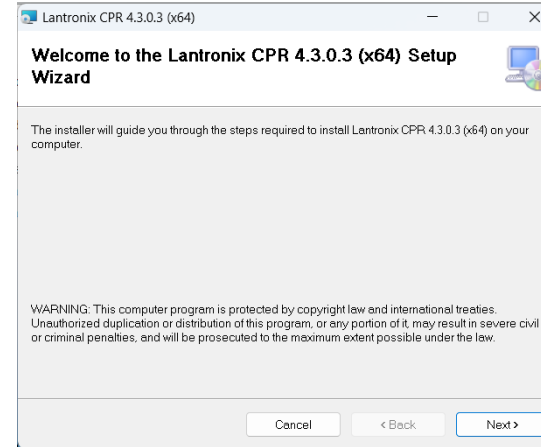 Lantronix CPR 4.3.0.3 (x64)
Welcome to the Lantronix CPR 4.3.0.3 (x64) Setup
Wizard
The installer will guide you through the steps required to install Lantronix CPR 4.3.0.3 (x64) on your
computer.
WARNING: This computer program is protected by copyright law and international treaties.
Unauthorized duplication or distribution of this program, or any portion of it, may result in severe civil
or criminal penalties, and will be prosecuted to the maximum extent possible under the law.
Cancel < Back Next >